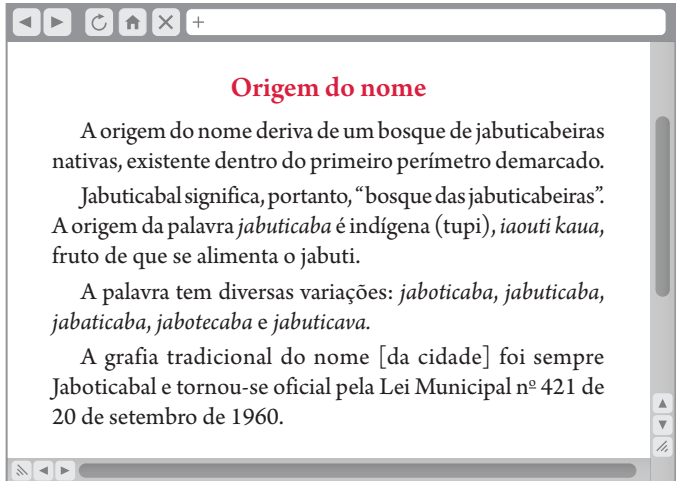 Origem do nome
A origem do nome deriva de um bosque de jabuticabeiras
nativas, existente dentro do primeiro perímetro demarcado.
Jabuticabal significa, portanto, “bosque das jabuticabeiras”.
A origem da palavra jabuticaba é indígena (tupi), iaouti kaua,
fruto de que se alimenta o jabuti.
A palavra tem diversas variações: jaboticaba, jabuticaba,
jabaticaba, jabotecaba e jabuticava.
A grafia tradicional do nome [da cidade] foi sempre
Jaboticabal e tornou-se oficial pela Lei Municipal nº 421 de
20 de setembro de 1960.